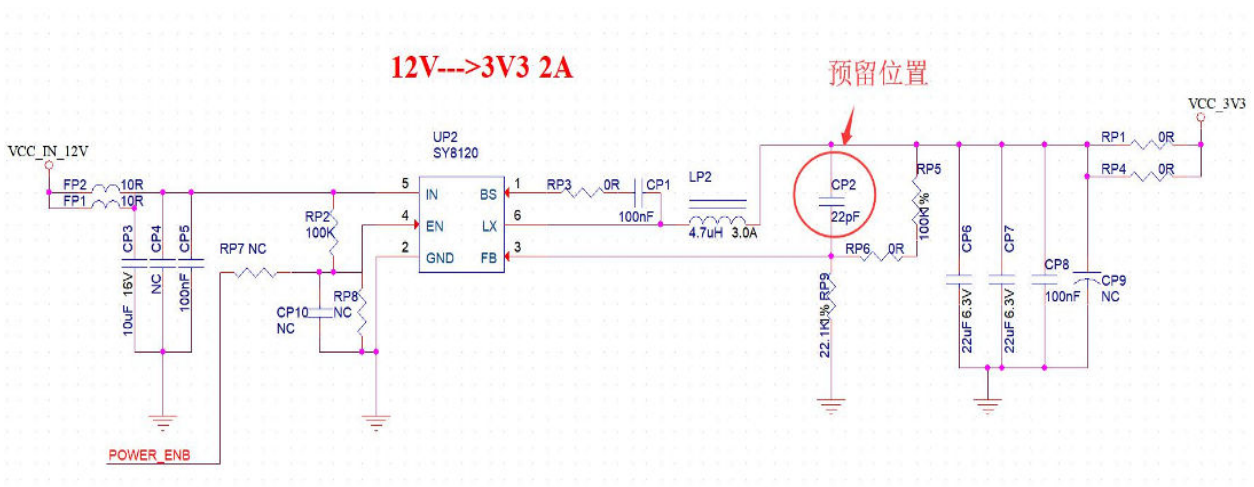 12V--->3V3 2A
预留位置
VCC_3V3
VCC_IN_12V
UP2
SY8120
RP1 0R
RP4 0R
FP2 10R
FP1 10R
5 IN BS 1
4 EN LX 6
2 GND FB 3
RP3 0R
CP1
100nF
LP2
4.7uH 3.0A
CP2
22pF
RP5
100K1%
RP6 0R
RP2
100K
RP7 NC
CP3
10uF 16V
CP4
NC
CP5
100nF
CP10
NC
RP8
NC
RP9
22.1K1%
CP6
22uF 6.3V
CP7
22uF 6.3V
CP8
100nF
CP9
NC
POWER_ENB